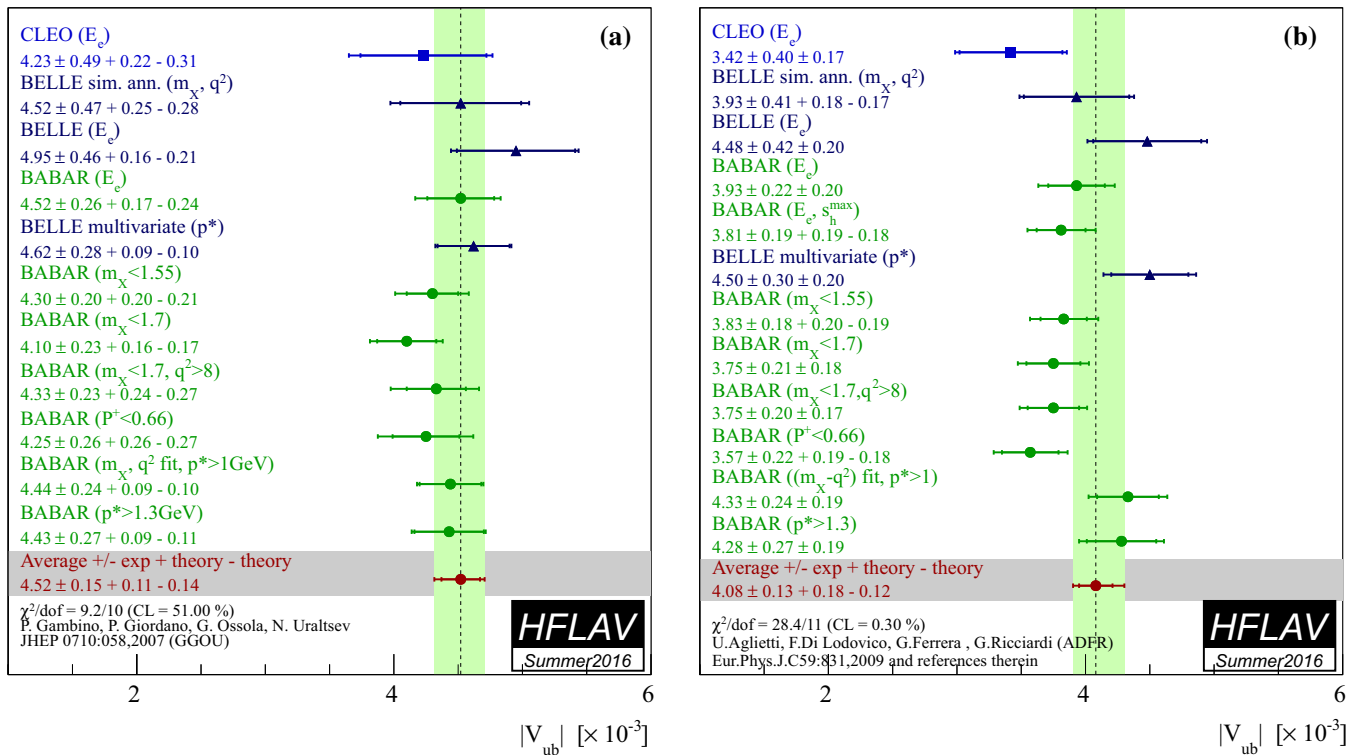 (a)
CLEO (E_e)
4.23 ± 0.49 + 0.22 - 0.31
BELLE sim. ann. (m_X, q²)
4.52 ± 0.47 + 0.25 - 0.28
BELLE (E_e)
4.95 ± 0.46 + 0.16 - 0.21
BABAR (E_e)
4.52 ± 0.26 + 0.17 - 0.24
BELLE multivariate (p*)
4.62 ± 0.28 + 0.09 - 0.10
BABAR (m_X<1.55)
4.30 ± 0.20 + 0.20 - 0.21
BABAR (m_X<1.7)
4.10 ± 0.23 + 0.16 - 0.17
BABAR (m_X<1.7, q²>8)
4.33 ± 0.23 + 0.24 - 0.27
BABAR (P⁺<0.66)
4.25 ± 0.26 + 0.26 - 0.27
BABAR (m_X, q² fit, p*>1GeV)
4.44 ± 0.24 + 0.09 - 0.10
BABAR (p*>1.3GeV)
4.43 ± 0.27 + 0.09 - 0.11
Average +/- exp + theory - theory
4.52 ± 0.15 + 0.11 - 0.14
χ²/dof = 9.2/10 (CL = 51.00 %)
P. Gambino, P. Giordano, G. Ossola, N. Uraltsev
JHEP 0710:058,2007 (GGOU)
HFLAV
Summer2016
2 4 6
|V_ub| [× 10⁻³]
(b)
CLEO (E_e)
3.42 ± 0.40 ± 0.17
BELLE sim. ann. (m_X, q²)
3.93 ± 0.41 + 0.18 - 0.17
BELLE (E_e)
4.48 ± 0.42 ± 0.20
BABAR (E_e)
3.93 ± 0.22 ± 0.20
BABAR (E_e, s_h^max)
3.81 ± 0.19 + 0.19 - 0.18
BELLE multivariate (p*)
4.50 ± 0.30 ± 0.20
BABAR (m_X<1.55)
3.83 ± 0.18 + 0.20 - 0.19
BABAR (m_X<1.7)
3.75 ± 0.21 ± 0.18
BABAR (m_X<1.7,q²>8)
3.75 ± 0.20 ± 0.17
BABAR (P⁺<0.66)
3.57 ± 0.22 + 0.19 - 0.18
BABAR ((m_X-q²) fit, p*>1)
4.33 ± 0.24 ± 0.19
BABAR (p*>1.3)
4.28 ± 0.27 ± 0.19
Average +/- exp + theory - theory
4.08 ± 0.13 + 0.18 - 0.12
χ²/dof = 28.4/11 (CL = 0.30 %)
U.Aglietti, F.Di Lodovico, G.Ferrera , G.Ricciardi (ADFR)
Eur.Phys.J.C59:831,2009 and references therein
HFLAV
Summer2016
2 4 6
|V_ub| [× 10⁻³]